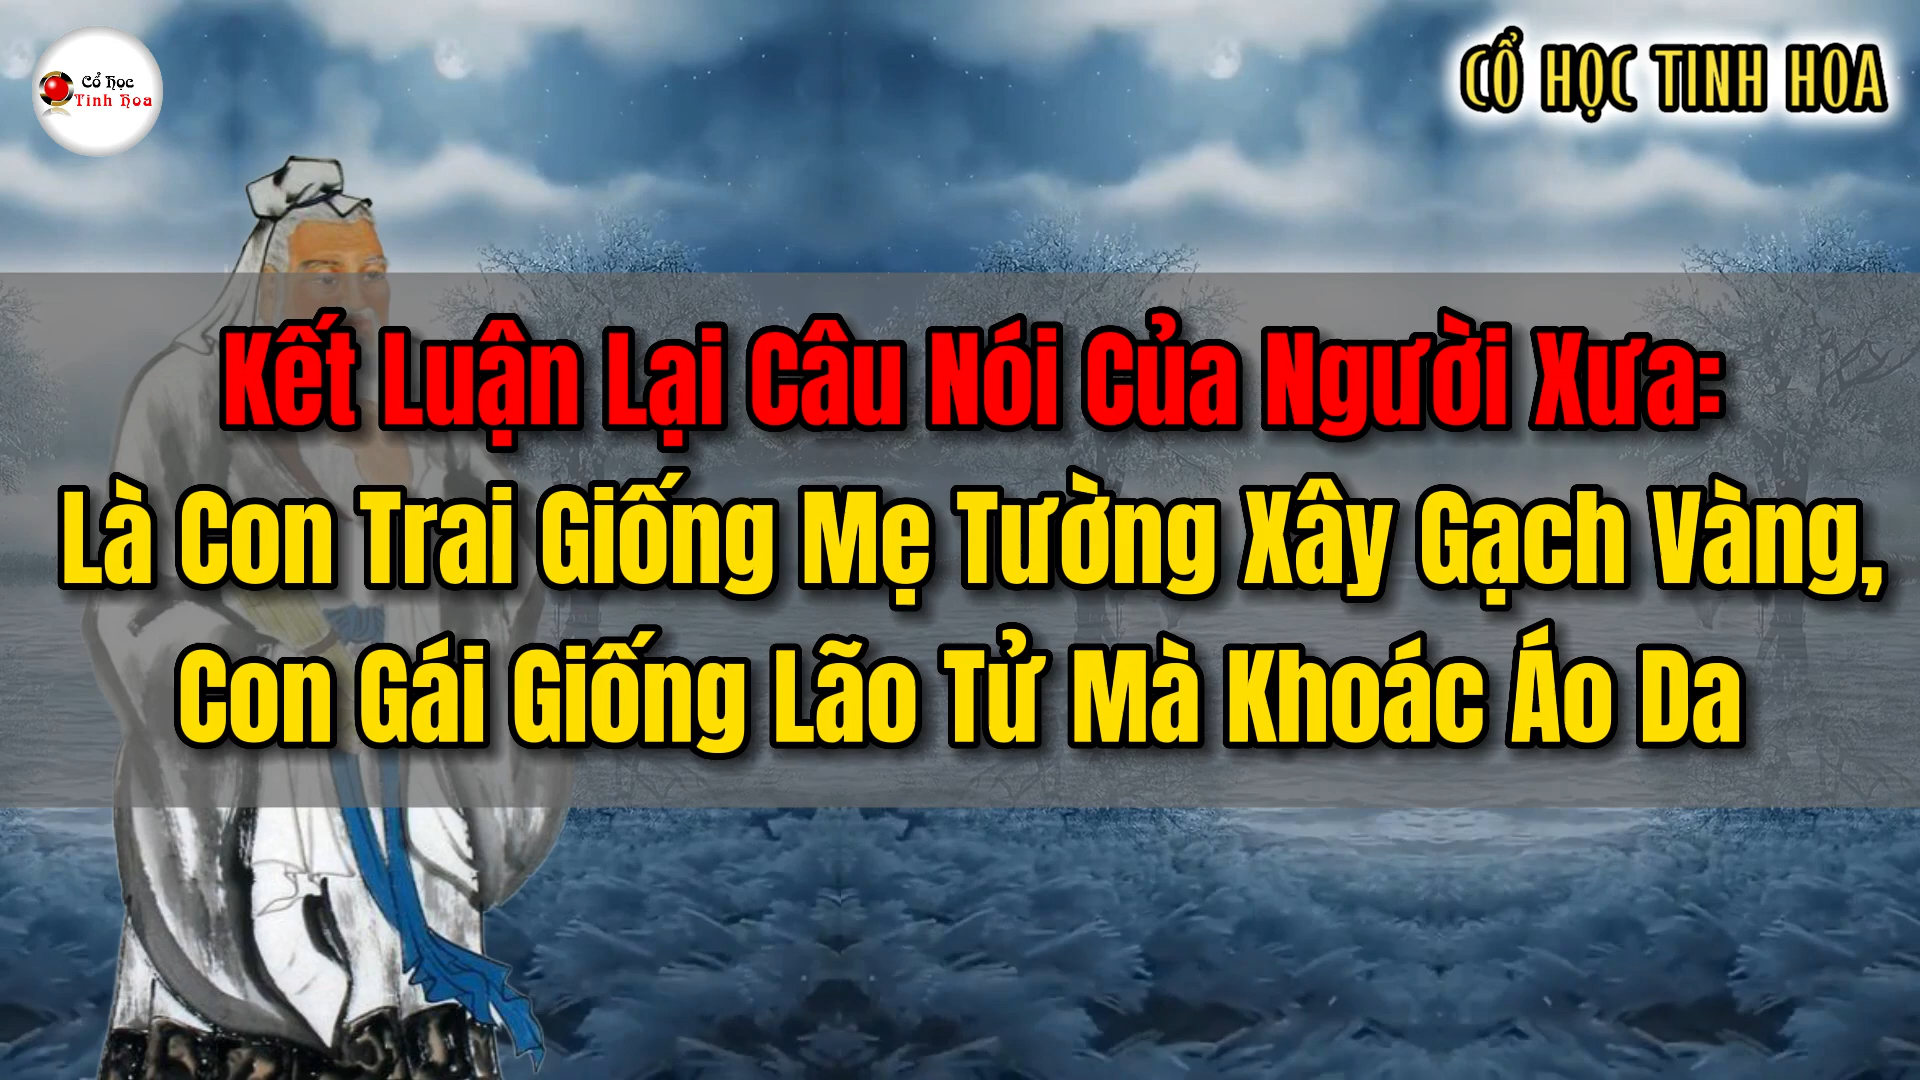 Cổ Học
Tinh Hoa
CỔ HỌC TINH HOA
Kết Luận Lại Câu Nói Của Người Xưa:
Là Con Trai Giống Mẹ Tường Xây Gạch Vàng,
Con Gái Giống Lão Tử Mà Khoác Áo Da